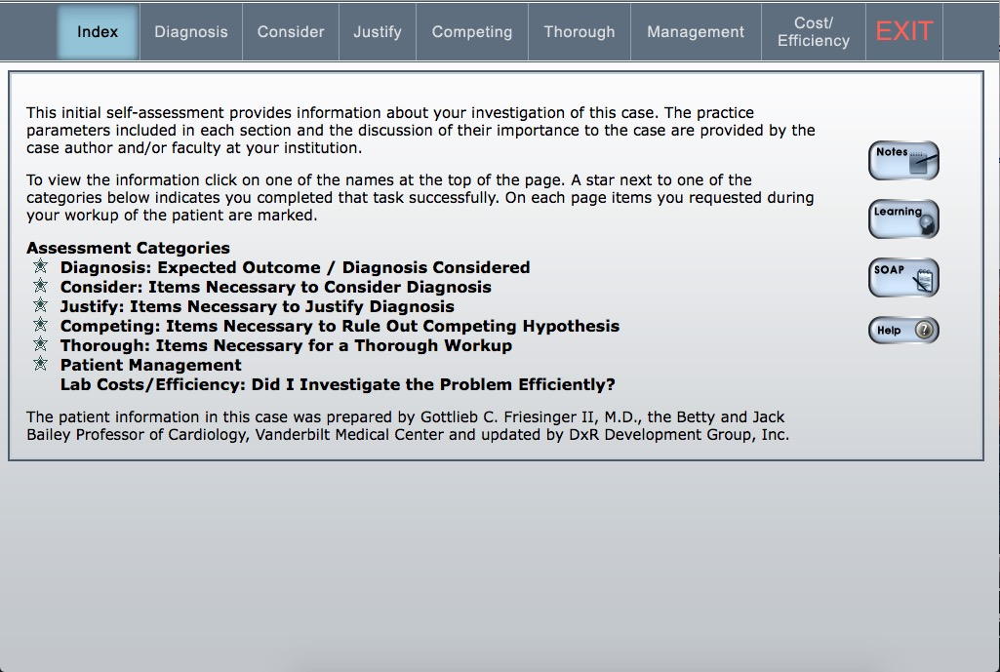 Index
Diagnosis
Consider
Justify
Competing
Thorough
Management
Cost/
Efficiency
EXIT
This initial self-assessment provides information about your investigation of this case. The practice
parameters included in each section and the discussion of their importance to the case are provided by the
case author and/or faculty at your institution.
To view the information click on one of the names at the top of the page. A star next to one of the
categories below indicates you completed that task successfully. On each page items you requested during
your workup of the patient are marked.
Assessment Categories
Diagnosis: Expected Outcome / Diagnosis Considered
Consider: Items Necessary to Consider Diagnosis
Justify: Items Necessary to Justify Diagnosis
Competing: Items Necessary to Rule Out Competing Hypothesis
Thorough: Items Necessary for a Thorough Workup
Patient Management
Lab Costs/Efficiency: Did I Investigate the Problem Efficiently?
The patient information in this case was prepared by Gottlieb C. Friesinger II, M.D., the Betty and Jack
Bailey Professor of Cardiology, Vanderbilt Medical Center and updated by DxR Development Group, Inc.
Notes
Learning
SOAP
Help
?